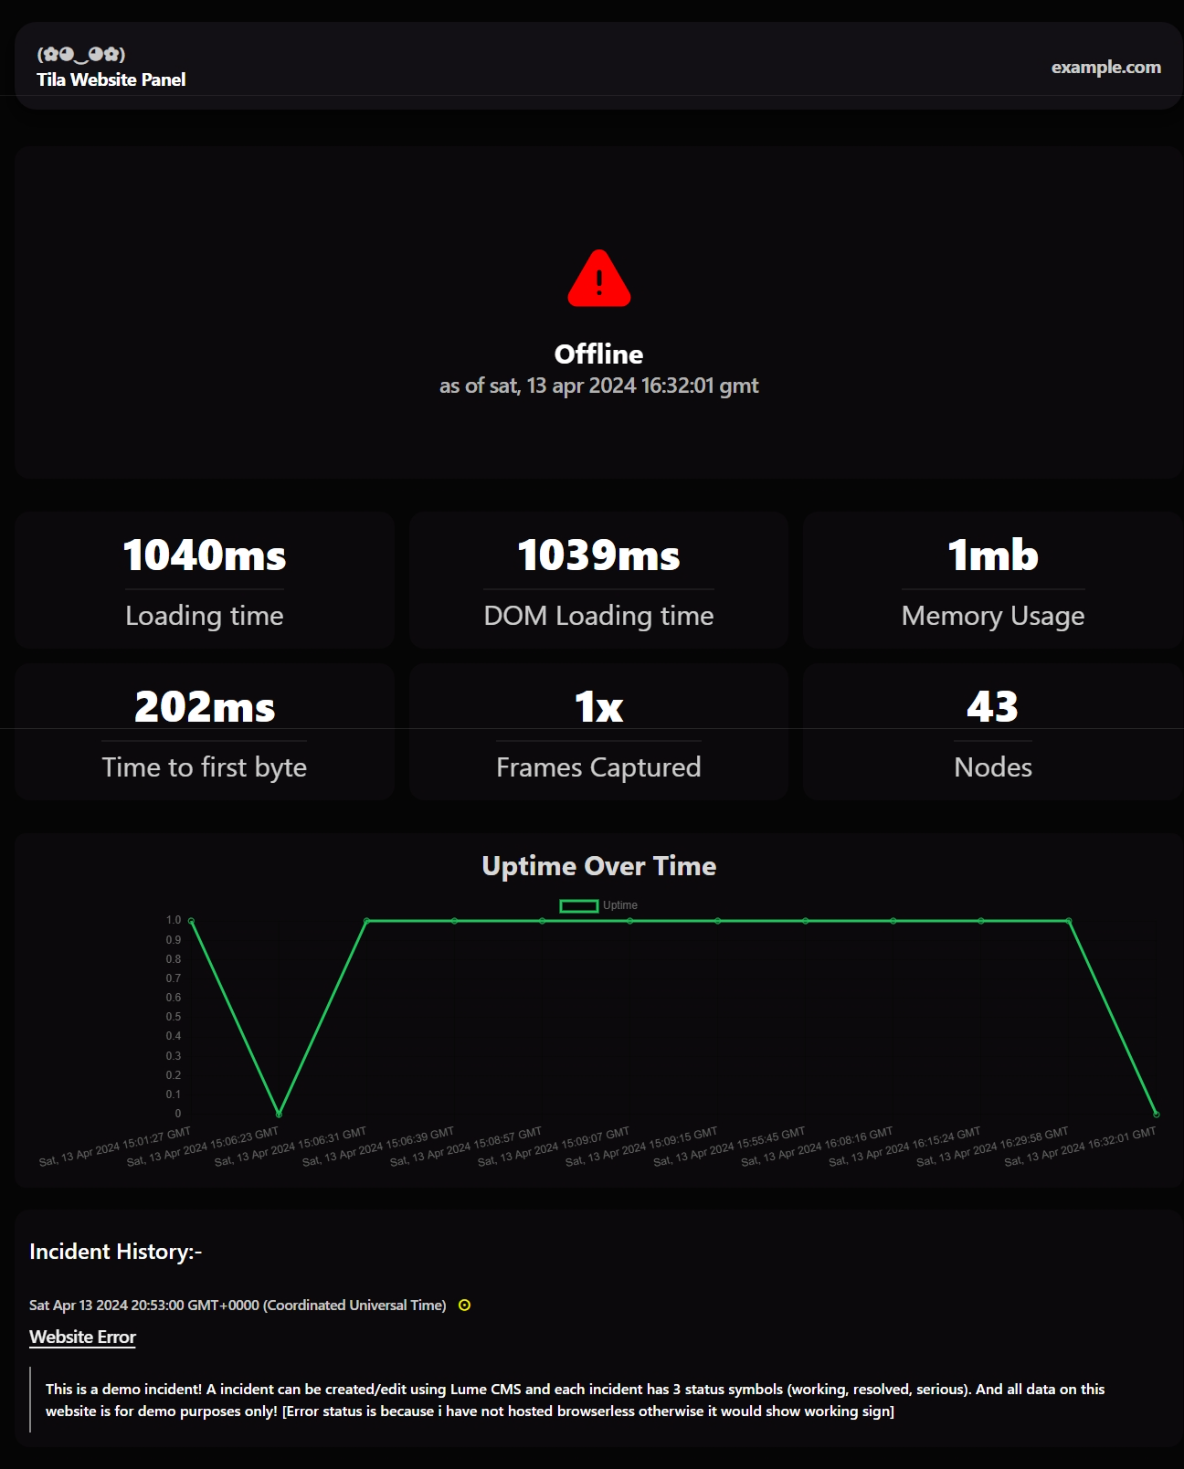 (✿◕‿◕✿)
Tila Website Panel
example.com
Offline
as of sat, 13 apr 2024 16:32:01 gmt
1040ms
Loading time
1039ms
DOM Loading time
1mb
Memory Usage
202ms
Time to first byte
1x
Frames Captured
43
Nodes
Uptime Over Time
Uptime
1.0
0.9
0.8
0.7
0.6
0.5
0.4
0.3
0.2
0.1
0
Sat, 13 Apr 2024 15:01:27 GMT
Sat, 13 Apr 2024 15:06:23 GMT
Sat, 13 Apr 2024 15:06:31 GMT
Sat, 13 Apr 2024 15:06:39 GMT
Sat, 13 Apr 2024 15:08:57 GMT
Sat, 13 Apr 2024 15:09:07 GMT
Sat, 13 Apr 2024 15:09:15 GMT
Sat, 13 Apr 2024 15:55:45 GMT
Sat, 13 Apr 2024 16:08:16 GMT
Sat, 13 Apr 2024 16:15:24 GMT
Sat, 13 Apr 2024 16:29:58 GMT
Sat, 13 Apr 2024 16:32:01 GMT
Incident History:-
Sat Apr 13 2024 20:53:00 GMT+0000 (Coordinated Universal Time)
Website Error
This is a demo incident! A incident can be created/edit using Lume CMS and each incident has 3 status symbols (working, resolved, serious). And all data on this
website is for demo purposes only! [Error status is because i have not hosted browserless otherwise it would show working sign]